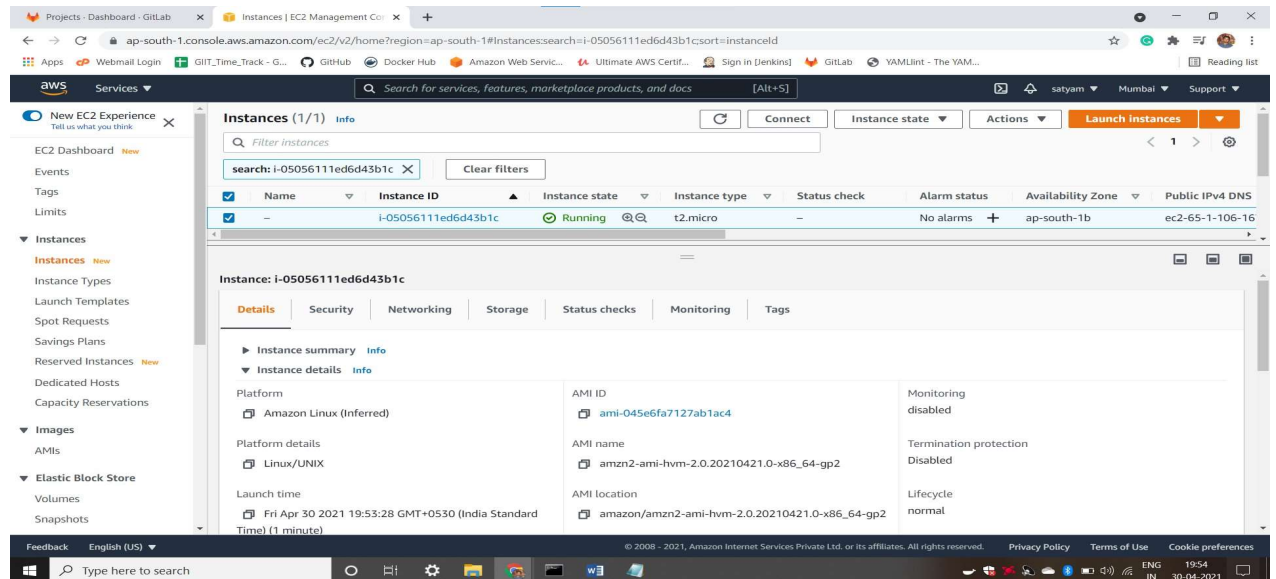 Projects · Dashboard · GitLab
Instances | EC2 Management Con
ap-south-1.console.aws.amazon.com/ec2/v2/home?region=ap-south-1#Instances:search=i-05056111ed6d43b1c;sort=instanceId
Apps
Webmail Login
GIIT_Time_Track - G...
GitHub
Docker Hub
Amazon Web Servic...
Ultimate AWS Certif...
Sign in [Jenkins]
GitLab
YAMLlint - The YAM...
Reading list
aws
Services
Search for services, features, marketplace products, and docs
[Alt+S]
satyam
Mumbai
Support
New EC2 Experience
Tell us what you think
EC2 Dashboard New
Events
Tags
Limits
Instances
Instances New
Instance Types
Launch Templates
Spot Requests
Savings Plans
Reserved Instances New
Dedicated Hosts
Capacity Reservations
Images
AMIs
Elastic Block Store
Volumes
Snapshots
Instances (1/1) Info
Connect
Instance state
Actions
Launch instances
Filter instances
1
search: i-05056111ed6d43b1c
Clear filters
Name
Instance ID
Instance state
Instance type
Status check
Alarm status
Availability Zone
Public IPv4 DNS
–
i-05056111ed6d43b1c
Running
t2.micro
–
No alarms
ap-south-1b
ec2-65-1-106-16
Instance: i-05056111ed6d43b1c
Details
Security
Networking
Storage
Status checks
Monitoring
Tags
Instance summary Info
Instance details Info
Platform
Amazon Linux (Inferred)
AMI ID
ami-045e6fa7127ab1ac4
Monitoring
disabled
Platform details
Linux/UNIX
AMI name
amzn2-ami-hvm-2.0.20210421.0-x86_64-gp2
Termination protection
Disabled
Launch time
Fri Apr 30 2021 19:53:28 GMT+0530 (India Standard
Time) (1 minute)
AMI location
amazon/amzn2-ami-hvm-2.0.20210421.0-x86_64-gp2
Lifecycle
normal
Feedback
English (US)
© 2008 - 2021, Amazon Internet Services Private Ltd. or its affiliates. All rights reserved.
Privacy Policy
Terms of Use
Cookie preferences
Type here to search
ENG
IN
19:54
30-04-2021